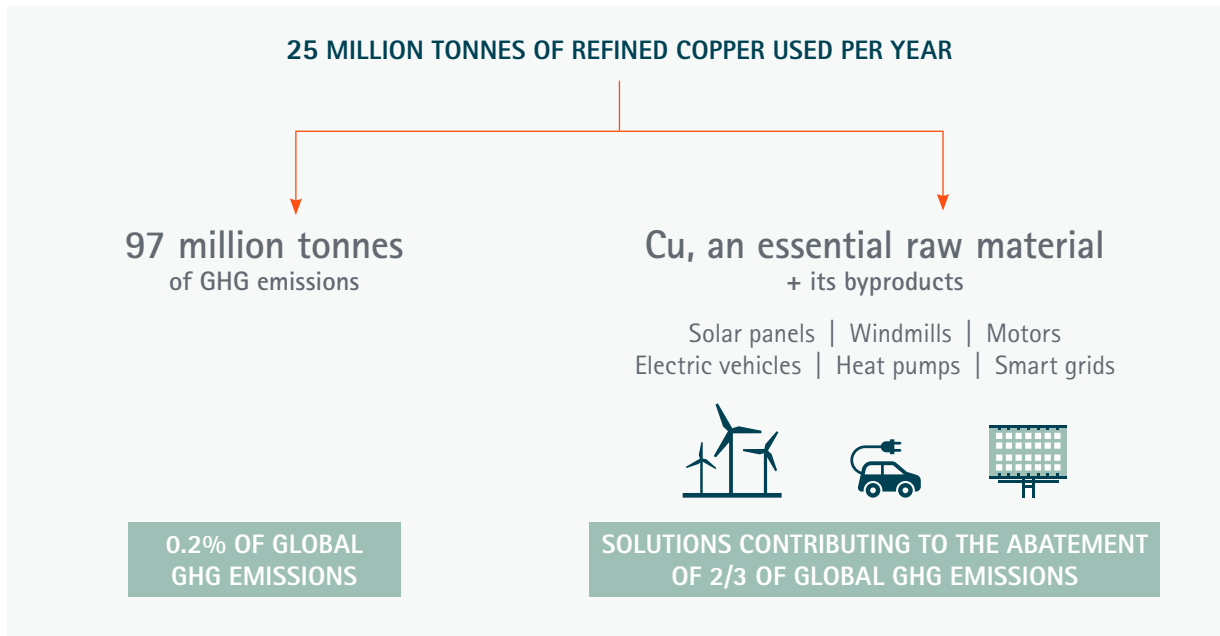 25 MILLION TONNES OF REFINED COPPER USED PER YEAR
97 million tonnes
of GHG emissions
Cu, an essential raw material
+ its byproducts
Solar panels | Windmills | Motors
Electric vehicles | Heat pumps | Smart grids
0.2% OF GLOBAL
GHG EMISSIONS
SOLUTIONS CONTRIBUTING TO THE ABATEMENT
OF 2/3 OF GLOBAL GHG EMISSIONS